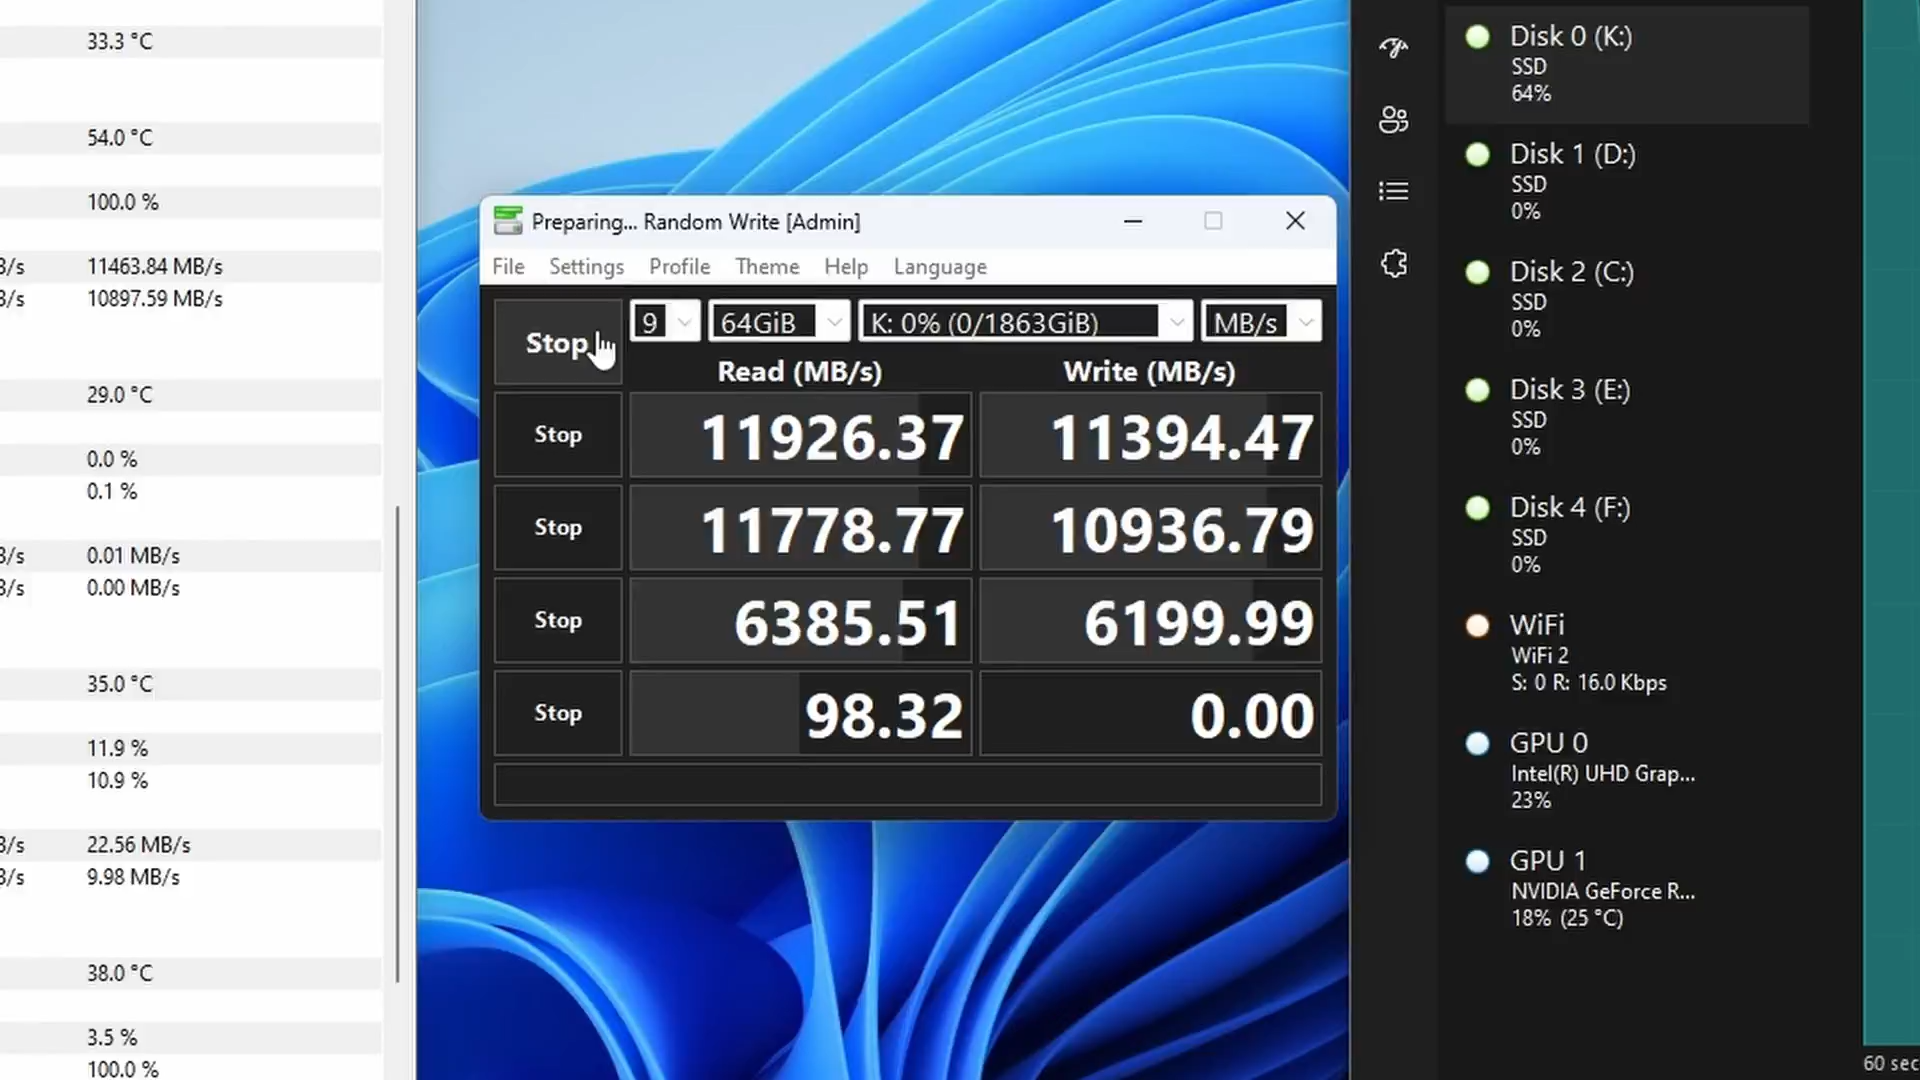 33.3 °C
54.0 °C
100.0 %
B/s 11463.84 MB/s
B/s 10897.59 MB/s
29.0 °C
0.0 %
0.1 %
B/s 0.01 MB/s
B/s 0.00 MB/s
35.0 °C
11.9 %
10.9 %
B/s 22.56 MB/s
B/s 9.98 MB/s
38.0 °C
3.5 %
100.0 %
Preparing... Random Write [Admin]
File Settings Profile Theme Help Language
Stop 9 64GiB K: 0% (0/1863GiB) MB/s
Read (MB/s) Write (MB/s)
Stop 11926.37 11394.47
Stop 11778.77 10936.79
Stop 6385.51 6199.99
Stop 98.32 0.00
Disk 0 (K:)
SSD
64%
Disk 1 (D:)
SSD
0%
Disk 2 (C:)
SSD
0%
Disk 3 (E:)
SSD
0%
Disk 4 (F:)
SSD
0%
WiFi
WiFi 2
S: 0 R: 16.0 Kbps
GPU 0
Intel(R) UHD Grap...
23%
GPU 1
NVIDIA GeForce R...
18% (25 °C)
60 sec